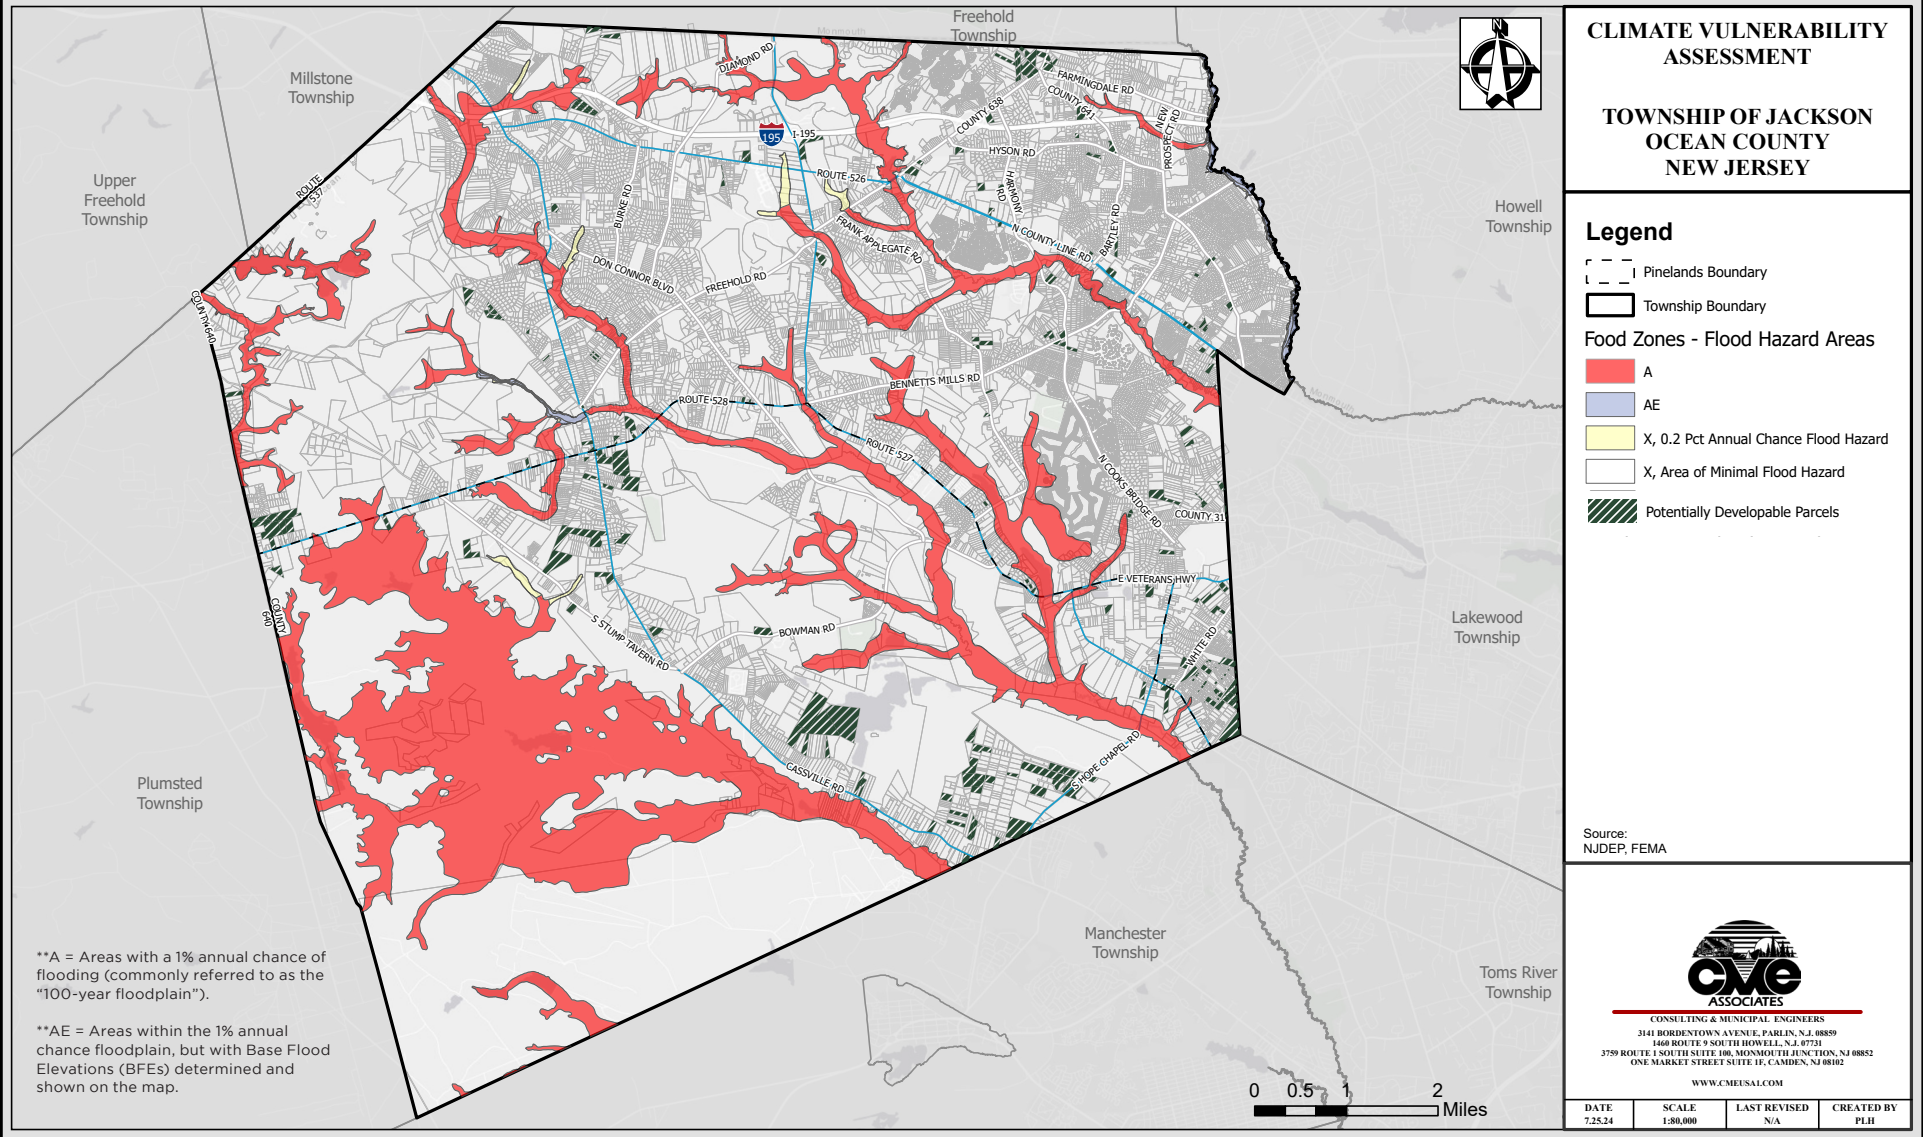 CLIMATE VULNERABILITY
ASSESSMENT
TOWNSHIP OF JACKSON
OCEAN COUNTY
NEW JERSEY
Legend
Pinelands Boundary
Township Boundary
Food Zones - Flood Hazard Areas
A
AE
X, 0.2 Pct Annual Chance Flood Hazard
X, Area of Minimal Flood Hazard
Potentially Developable Parcels
Source:
NJDEP, FEMA
CME
ASSOCIATES
CONSULTING & MUNICIPAL ENGINEERS
3141 BORDENTOWN AVENUE, PARLIN, N.J. 08859
1460 ROUTE 9 SOUTH HOWELL, N.J. 07731
3759 ROUTE 1 SOUTH SUITE 100, MONMOUTH JUNCTION, NJ 08852
ONE MARKET STREET SUITE 1F, CAMDEN, NJ 08102
WWW.CMEUSA1.COM
DATE
7.25.24
SCALE
1:80,000
LAST REVISED
N/A
CREATED BY
PLH
N
Freehold
Township
Millstone
Township
Upper
Freehold
Township
Howell
Township
Lakewood
Township
Plumsted
Township
Manchester
Township
Toms River
Township
Monmouth
Monmouth
DIAMOND RD
FARMINGDALE RD
COUNTY 641
COUNTY 638
NEW
PROSPECT RD
195
I-195
HYSON RD
ROUTE 526
ROUTE
537
BURKE RD
HARMONY
RD
BARTLEY RD
N COUNTY LINE RD
FRANK APPLEGATE RD
DON CONNOR BLVD
FREEHOLD RD
COUNTY 640
BENNETTS MILLS RD
ROUTE 528
ROUTE 527
N COOKS BRIDGE RD
COUNTY 31
E VETERANS HWY
COUNTY
640
S STUMP TAVERN RD
BOWMAN RD
WHITE RD
S HOPE CHAPEL RD
CASSVILLE RD
**A = Areas with a 1% annual chance of
flooding (commonly referred to as the
“100-year floodplain”).
**AE = Areas within the 1% annual
chance floodplain, but with Base Flood
Elevations (BFEs) determined and
shown on the map.
0 0.5 1 2
Miles